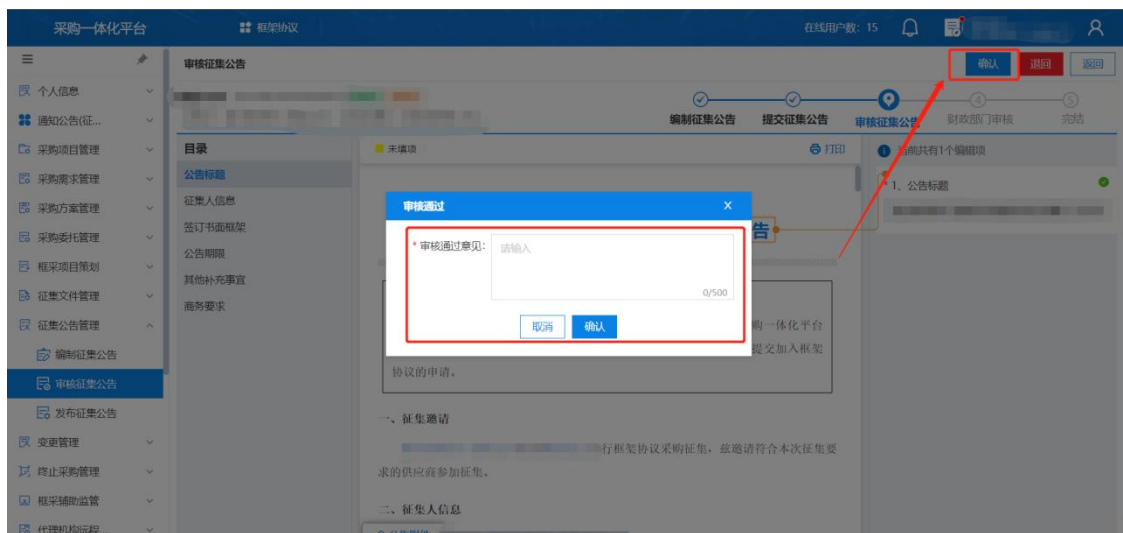 采购一体化平台
框架协议
在线用户数: 15
审核征集公告
确认
退回
返回
个人信息
通知公告(征...
采购项目管理
采购需求管理
采购方案管理
采购委托管理
框采项目策划
征集文件管理
征集公告管理
编制征集公告
审核征集公告
发布征集公告
变更管理
终止采购管理
框采辅助监管
代理机构远程...
编制征集公告
提交征集公告
审核征集公告
④
财政部门审核
⑤
完结
目录
公告标题
征集人信息
签订书面框架
公告期限
其他补充事宜
商务要求
未填项
打印
告
审核通过
X
* 审核通过意见:
请输入
0/500
取消
确认
购一体化平台
提交加入框架
协议的申请。
一、征集邀请
行框架协议采购征集，兹邀请符合本次征集要
求的供应商参加征集。
二、征集人信息
当前共有1个编辑项
* 1、公告标题